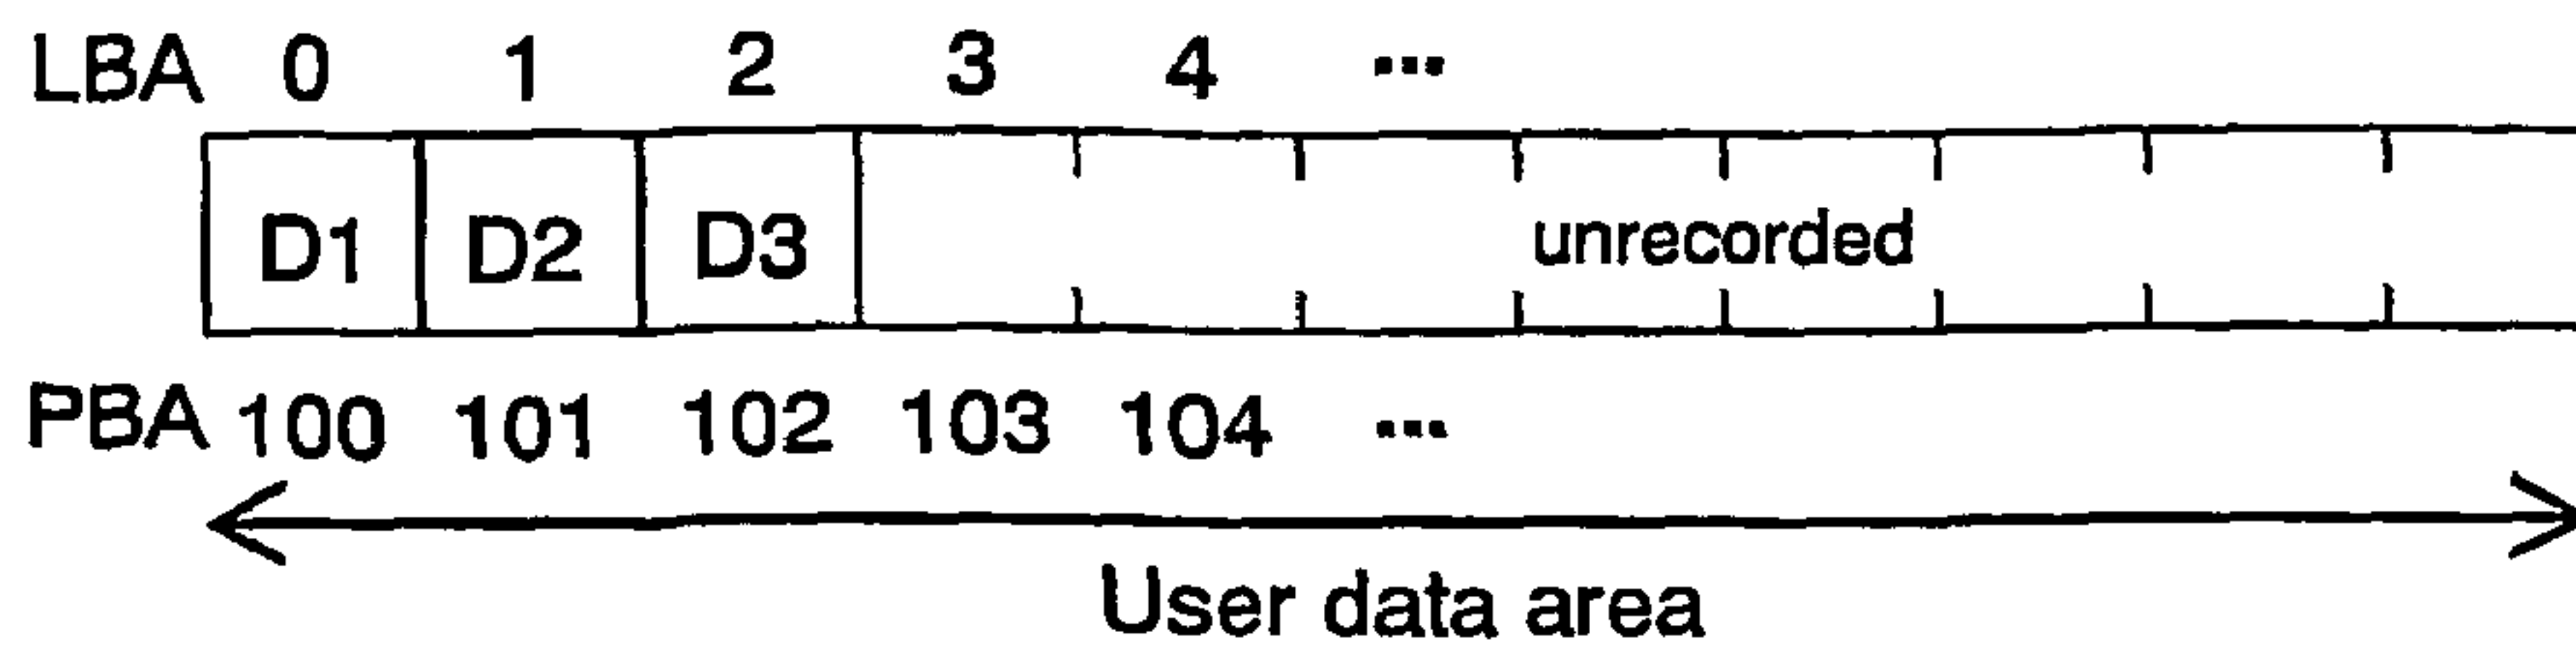 LBA 0 1 2 3 4 ...
D1 D2 D3 unrecorded
PBA 100 101 102 103 104 ...
User data area